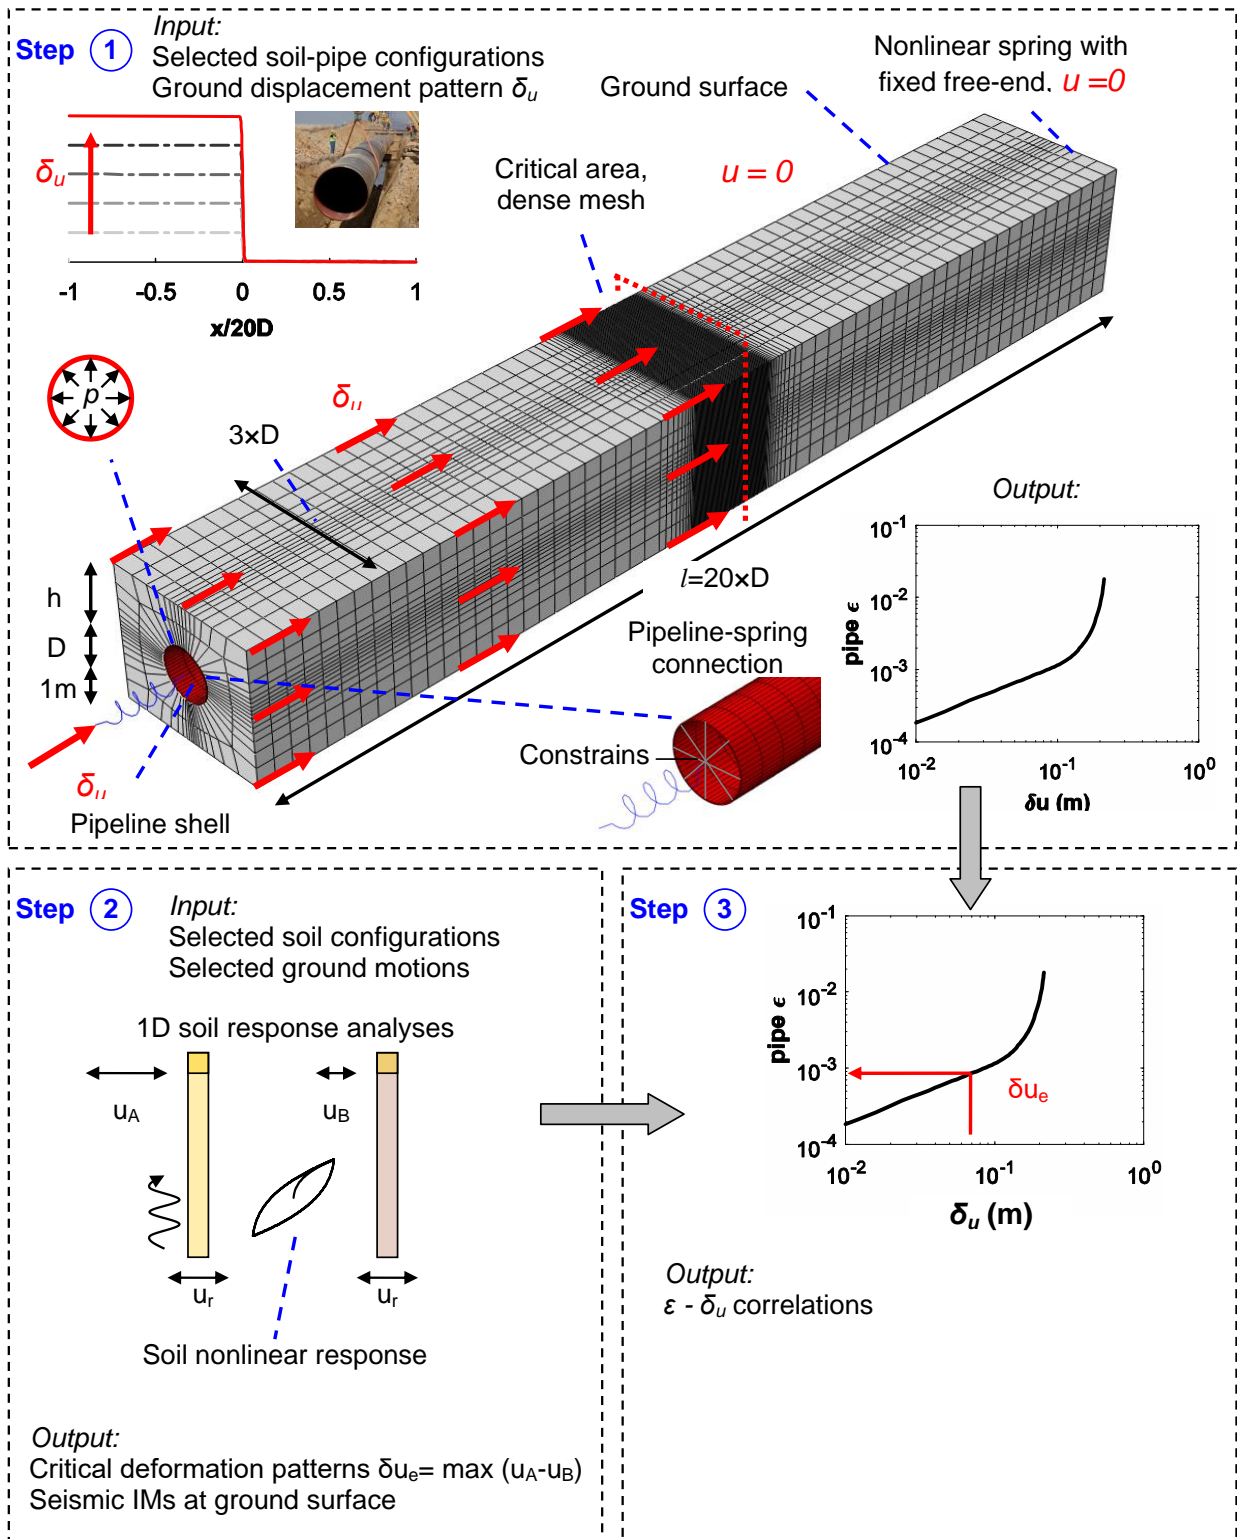 Step 1
Input:
Selected soil-pipe configurations
Ground displacement pattern δu
Nonlinear spring with
fixed free-end, u =0
Ground surface
Critical area,
dense mesh
u = 0
δu
-1 -0.5 0 0.5 1
x/20D
p
δu
3×D
h
D
1m
δu
Pipeline shell
l=20×D
Pipeline-spring
connection
Constrains
Output:
10-1
10-2
10-3
10-4
pipe ϵ
10-2 10-1 100
δu (m)
Step 2
Input:
Selected soil configurations
Selected ground motions
1D soil response analyses
uA
uB
ur
ur
Soil nonlinear response
Output:
Critical deformation patterns δue= max (uA-uB)
Seismic IMs at ground surface
Step 3
10-1
10-2
10-3
10-4
pipe ϵ
δue
10-2 10-1 100
δu (m)
Output:
ε - δu correlations